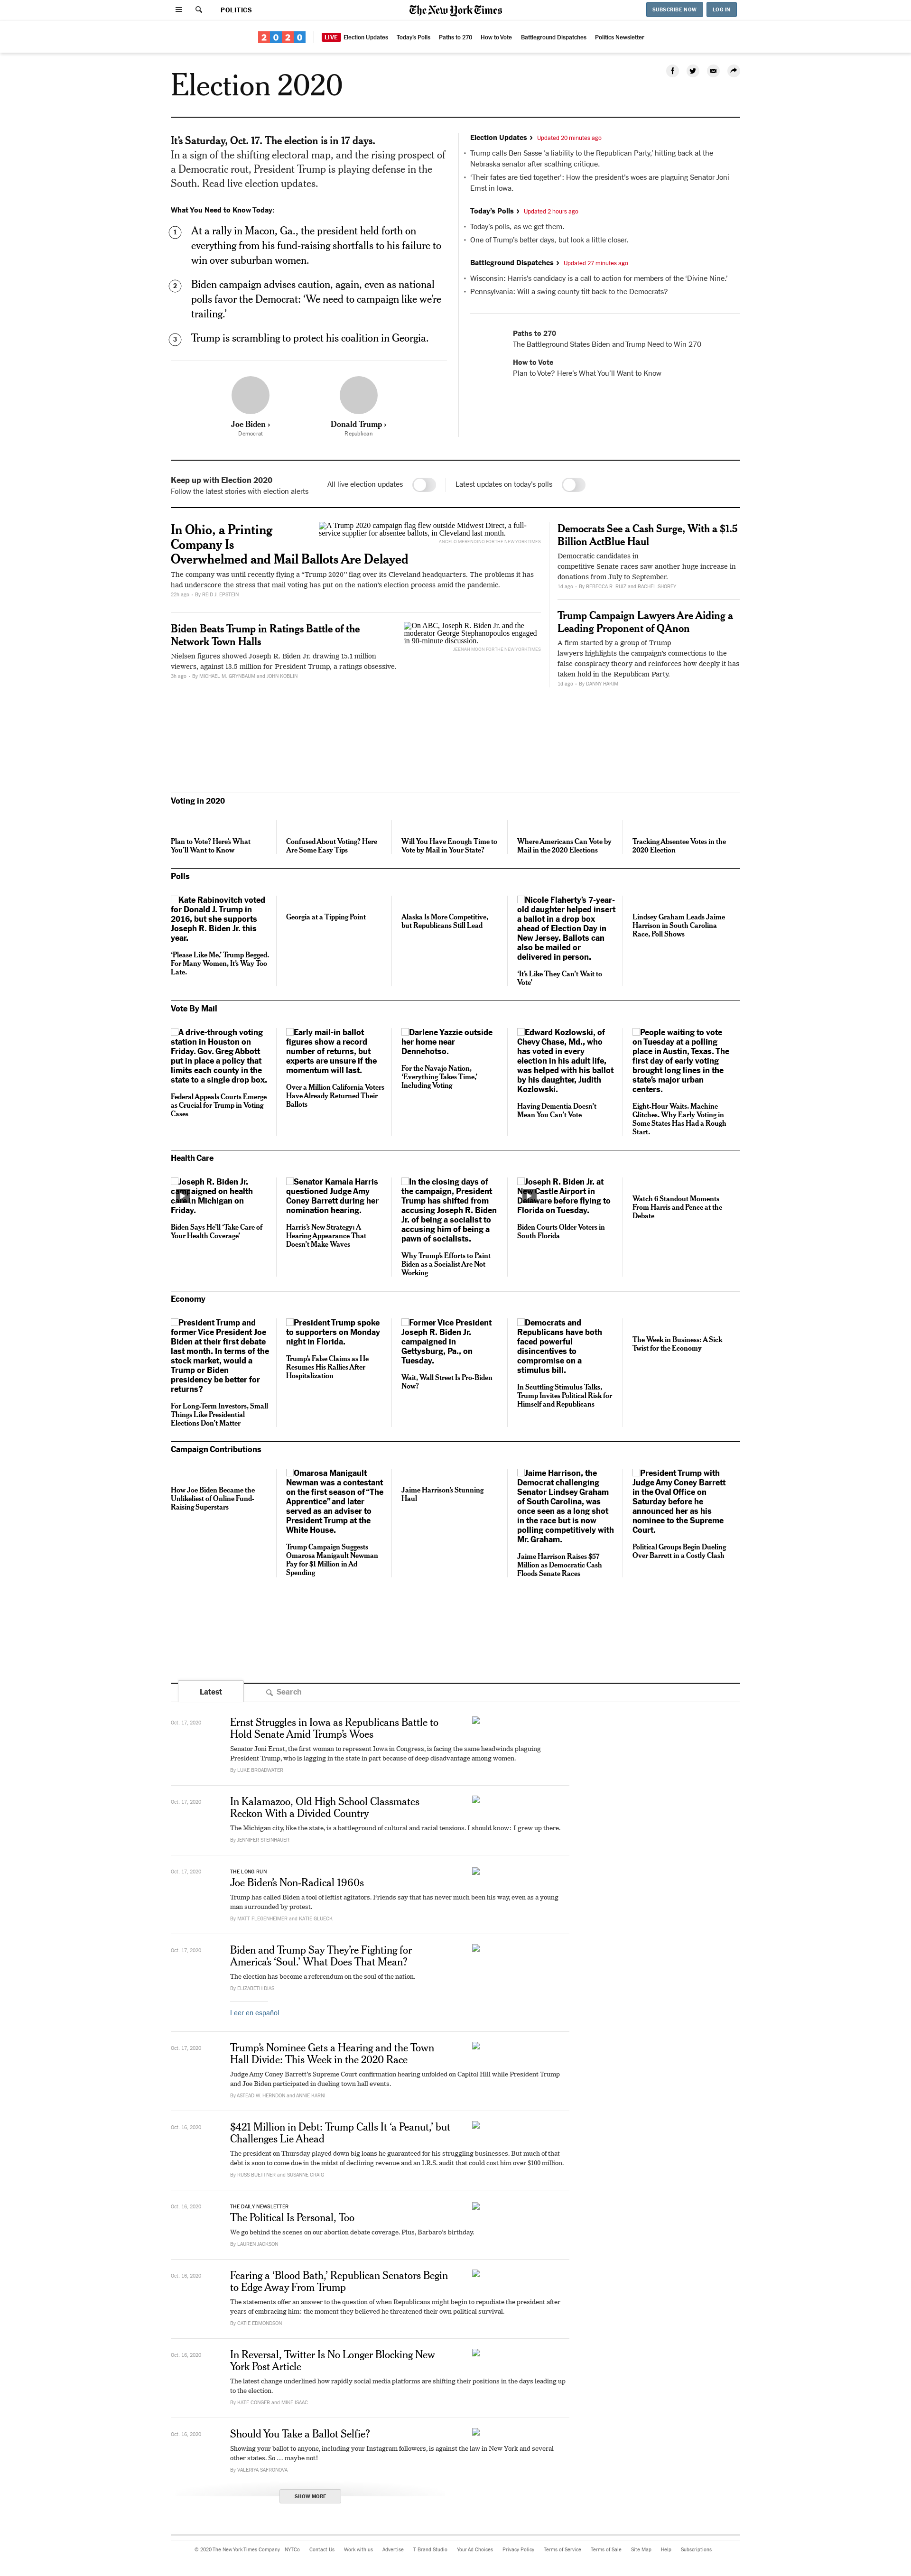 POLITICS
The New York Times
SUBSCRIBE NOW
LOG IN
2020
LIVE Election Updates
Today's Polls
Paths to 270
How to Vote
Battleground Dispatches
Politics Newsletter
Election 2020
It's Saturday, Oct. 17. The election is in 17 days.
In a sign of the shifting electoral map, and the rising prospect of
a Democratic rout, President Trump is playing defense in the
South. Read live election updates.
What You Need to Know Today:
1
At a rally in Macon, Ga., the president held forth on
everything from his fund-raising shortfalls to his failure to
win over suburban women.
2
Biden campaign advises caution, again, even as national
polls favor the Democrat: 'We need to campaign like we're
trailing.'
3
Trump is scrambling to protect his coalition in Georgia.
Joe Biden ›
Democrat
Donald Trump ›
Republican
Election Updates › Updated 20 minutes ago
• Trump calls Ben Sasse 'a liability to the Republican Party,' hitting back at the
Nebraska senator after scathing critique.
• 'Their fates are tied together': How the president's woes are plaguing Senator Joni
Ernst in Iowa.
Today's Polls › Updated 2 hours ago
• Today's polls, as we get them.
• One of Trump's better days, but look a little closer.
Battleground Dispatches › Updated 27 minutes ago
• Wisconsin: Harris's candidacy is a call to action for members of the 'Divine Nine.'
• Pennsylvania: Will a swing county tilt back to the Democrats?
Paths to 270
The Battleground States Biden and Trump Need to Win 270
How to Vote
Plan to Vote? Here's What You'll Want to Know
Keep up with Election 2020
Follow the latest stories with election alerts
All live election updates
Latest updates on today's polls
In Ohio, a Printing
Company Is
Overwhelmed and Mail Ballots Are Delayed
A Trump 2020 campaign flag flew outside Midwest Direct, a full-
service supplier for absentee ballots, in Cleveland last month.
ANGELO MERENDINO FOR THE NEW YORK TIMES
The company was until recently flying a "Trump 2020" flag over its Cleveland headquarters. The problems it has
had underscore the stress that mail voting has put on the nation's election process amid the pandemic.
22h ago – By REID J. EPSTEIN
Biden Beats Trump in Ratings Battle of the
Network Town Halls
Nielsen figures showed Joseph R. Biden Jr. drawing 15.1 million
viewers, against 13.5 million for President Trump, a ratings obsessive.
3h ago – By MICHAEL M. GRYNBAUM and JOHN KOBLIN
On ABC, Joseph R. Biden Jr. and the
moderator George Stephanopoulos engaged
in 90-minute discussion.
JEENAH MOON FOR THE NEW YORK TIMES
Democrats See a Cash Surge, With a $1.5
Billion ActBlue Haul
Democratic candidates in
competitive Senate races saw another huge increase in
donations from July to September.
1d ago – By REBECCA R. RUIZ and RACHEL SHOREY
Trump Campaign Lawyers Are Aiding a
Leading Proponent of QAnon
A firm started by a group of Trump
lawyers highlights the campaign's connections to the
false conspiracy theory and reinforces how deeply it has
taken hold in the Republican Party.
1d ago – By DANNY HAKIM
Voting in 2020
Plan to Vote? Here's What
You'll Want to Know
Confused About Voting? Here
Are Some Easy Tips
Will You Have Enough Time to
Vote by Mail in Your State?
Where Americans Can Vote by
Mail in the 2020 Elections
Tracking Absentee Votes in the
2020 Election
Polls
Kate Rabinovitch voted
for Donald J. Trump in
2016, but she supports
Joseph R. Biden Jr. this
year.
'Please Like Me,' Trump Begged.
For Many Women, It's Way Too
Late.
Georgia at a Tipping Point
Alaska Is More Competitive,
but Republicans Still Lead
Nicole Flaherty's 7-year-
old daughter helped insert
a ballot in a drop box
ahead of Election Day in
New Jersey. Ballots can
also be mailed or
delivered in person.
'It's Like They Can't Wait to
Vote'
Lindsey Graham Leads Jaime
Harrison in South Carolina
Race, Poll Shows
Vote By Mail
A drive-through voting
station in Houston on
Friday. Gov. Greg Abbott
put in place a policy that
limits each county in the
state to a single drop box.
Federal Appeals Courts Emerge
as Crucial for Trump in Voting
Cases
Early mail-in ballot
figures show a record
number of returns, but
experts are unsure if the
momentum will last.
Over a Million California Voters
Have Already Returned Their
Ballots
Darlene Yazzie outside
her home near
Dennehotso.
For the Navajo Nation,
'Everything Takes Time,'
Including Voting
Edward Kozlowski, of
Chevy Chase, Md., who
has voted in every
election in his adult life,
was helped with his ballot
by his daughter, Judith
Kozlowski.
Having Dementia Doesn't
Mean You Can't Vote
People waiting to vote
on Tuesday at a polling
place in Austin, Texas. The
first day of early voting
brought long lines in the
state's major urban
centers.
Eight-Hour Waits. Machine
Glitches. Why Early Voting in
Some States Has Had a Rough
Start.
Health Care
Joseph R. Biden Jr.
campaigned on health
in Michigan on
Friday.
Biden Says He'll 'Take Care of
Your Health Coverage'
Senator Kamala Harris
questioned Judge Amy
Coney Barrett during her
nomination hearing.
Harris's New Strategy: A
Hearing Appearance That
Doesn't Make Waves
In the closing days of
the campaign, President
Trump has shifted from
accusing Joseph R. Biden
Jr. of being a socialist to
accusing him of being a
pawn of socialists.
Why Trump's Efforts to Paint
Biden as a Socialist Are Not
Working
Joseph R. Biden Jr. at
New Castle Airport in
Delaware before flying to
Florida on Tuesday.
Biden Courts Older Voters in
South Florida
Watch 6 Standout Moments
From Harris and Pence at the
Debate
Economy
President Trump and
former Vice President Joe
Biden at their first debate
last month. In terms of the
stock market, would a
Trump or Biden
presidency be better for
returns?
For Long-Term Investors, Small
Things Like Presidential
Elections Don't Matter
President Trump spoke
to supporters on Monday
night in Florida.
Trump's False Claims as He
Resumes His Rallies After
Hospitalization
Former Vice President
Joseph R. Biden Jr.
campaigned in
Gettysburg, Pa., on
Tuesday.
Wait, Wall Street Is Pro-Biden
Now?
Democrats and
Republicans have both
faced powerful
disincentives to
compromise on a
stimulus bill.
In Scuttling Stimulus Talks,
Trump Invites Political Risk for
Himself and Republicans
The Week in Business: A Sick
Twist for the Economy
Campaign Contributions
How Joe Biden Became the
Unlikeliest of Online Fund-
Raising Superstars
Omarosa Manigault
Newman was a contestant
on the first season of "The
Apprentice" and later
served as an adviser to
President Trump at the
White House.
Trump Campaign Suggests
Omarosa Manigault Newman
Pay for $1 Million in Ad
Spending
Jaime Harrison's Stunning
Haul
Jaime Harrison, the
Democrat challenging
Senator Lindsey Graham
of South Carolina, was
once seen as a long shot
in the race but is now
polling competitively with
Mr. Graham.
Jaime Harrison Raises $57
Million as Democratic Cash
Floods Senate Races
President Trump with
Judge Amy Coney Barrett
in the Oval Office on
Saturday before he
announced her as his
nominee to the Supreme
Court.
Political Groups Begin Dueling
Over Barrett in a Costly Clash
Latest
Search
Oct. 17, 2020
Ernst Struggles in Iowa as Republicans Battle to
Hold Senate Amid Trump's Woes
Senator Joni Ernst, the first woman to represent Iowa in Congress, is facing the same headwinds plaguing
President Trump, who is lagging in the state in part because of deep disadvantage among women.
By LUKE BROADWATER
Oct. 17, 2020
In Kalamazoo, Old High School Classmates
Reckon With a Divided Country
The Michigan city, like the state, is a battleground of cultural and racial tensions. I should know: I grew up there.
By JENNIFER STEINHAUER
Oct. 17, 2020
THE LONG RUN
Joe Biden's Non-Radical 1960s
Trump has called Biden a tool of leftist agitators. Friends say that has never much been his way, even as a young
man surrounded by protest.
By MATT FLEGENHEIMER and KATIE GLUECK
Oct. 17, 2020
Biden and Trump Say They're Fighting for
America's 'Soul.' What Does That Mean?
The election has become a referendum on the soul of the nation.
By ELIZABETH DIAS
Leer en español
Oct. 17, 2020
Trump's Nominee Gets a Hearing and the Town
Hall Divide: This Week in the 2020 Race
Judge Amy Coney Barrett's Supreme Court confirmation hearing unfolded on Capitol Hill while President Trump
and Joe Biden participated in dueling town hall events.
By ASTEAD W. HERNDON and ANNIE KARNI
Oct. 16, 2020
$421 Million in Debt: Trump Calls It 'a Peanut,' but
Challenges Lie Ahead
The president on Thursday played down big loans he guaranteed for his struggling businesses. But much of that
debt is soon to come due in the midst of declining revenue and an I.R.S. audit that could cost him over $100 million.
By RUSS BUETTNER and SUSANNE CRAIG
Oct. 16, 2020
THE DAILY NEWSLETTER
The Political Is Personal, Too
We go behind the scenes on our abortion debate coverage. Plus, Barbaro's birthday.
By LAUREN JACKSON
Oct. 16, 2020
Fearing a 'Blood Bath,' Republican Senators Begin
to Edge Away From Trump
The statements offer an answer to the question of when Republicans might begin to repudiate the president after
years of embracing him: the moment they believed he threatened their own political survival.
By CATIE EDMONDSON
Oct. 16, 2020
In Reversal, Twitter Is No Longer Blocking New
York Post Article
The latest change underlined how rapidly social media platforms are shifting their positions in the days leading up
to the election.
By KATE CONGER and MIKE ISAAC
Oct. 16, 2020
Should You Take a Ballot Selfie?
Showing your ballot to anyone, including your Instagram followers, is against the law in New York and several
other states. So … maybe not!
By VALERIYA SAFRONOVA
SHOW MORE
© 2020 The New York Times Company
NYTCo
Contact Us
Work with us
Advertise
T Brand Studio
Your Ad Choices
Privacy Policy
Terms of Service
Terms of Sale
Site Map
Help
Subscriptions